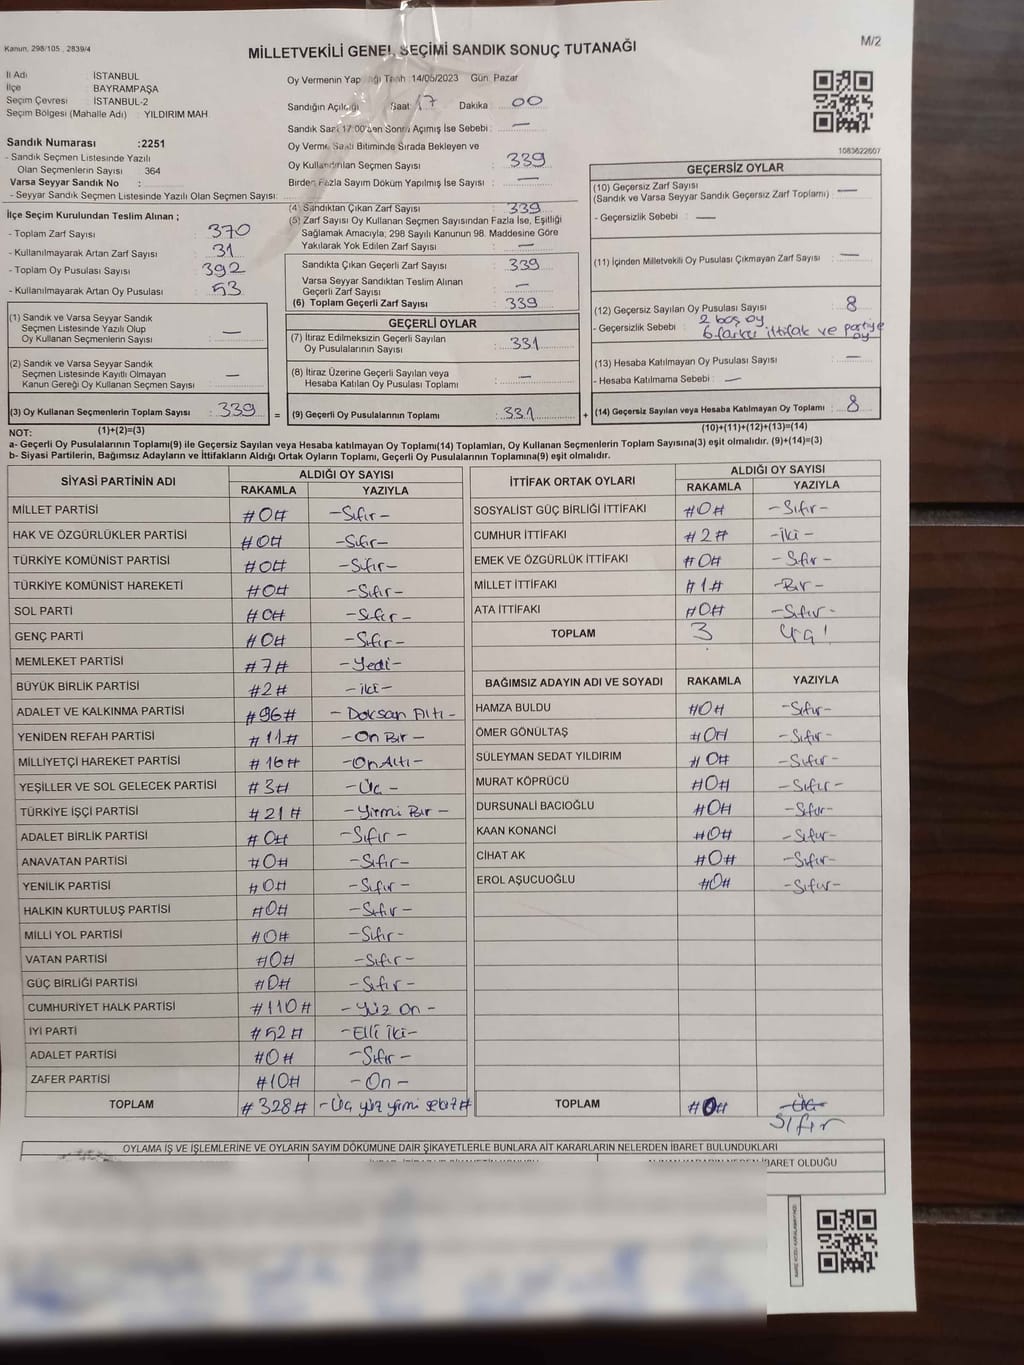 Kanun, 298/105 , 2839/4
M/2
MİLLETVEKİLİ GENEL SEÇİMİ SANDIK SONUÇ TUTANAĞI
İl Adı : İSTANBUL
İlçe : BAYRAMPAŞA
Seçim Çevresi : İSTANBUL-2
Seçim Bölgesi (Mahalle Adı) : YILDIRIM MAH
Sandık Numarası :2251
- Sandık Seçmen Listesinde Yazılı
Olan Seçmenlerin Sayısı 364
Varsa Seyyar Sandık No :
- Seyyar Sandık Seçmen Listesinde Yazılı Olan Seçmen Sayısı:
İlçe Seçim Kurulundan Teslim Alınan ;
- Toplam Zarf Sayısı : 370
- Kullanılmayarak Artan Zarf Sayısı : 31
- Toplam Oy Pusulası Sayısı : 392
- Kullanılmayarak Artan Oy Pusulası : 53
Oy Vermenin Yapıldığı Tarih :14/05/2023 Gün: Pazar
Sandığın Açılışı Saat: 17 Dakika : 00
Sandık Saat 17:00'den Sonra Açılmış İse Sebebi : —
Oy Verme Saati Bitiminde Sırada Bekleyen ve
Oy Kullandırılan Seçmen Sayısı : 339
Birden Fazla Sayım Döküm Yapılmış İse Sayısı : —
(4) Sandıktan Çıkan Zarf Sayısı : 339
(5) Zarf Sayısı Oy Kullanan Seçmen Sayısından Fazla İse, Eşitliği
Sağlamak Amacıyla; 298 Sayılı Kanunun 98. Maddesine Göre
Yakılarak Yok Edilen Zarf Sayısı : —
Sandıkta Çıkan Geçerli Zarf Sayısı : 339
Varsa Seyyar Sandıktan Teslim Alınan
Geçerli Zarf Sayısı : —
(6) Toplam Geçerli Zarf Sayısı : 339
1083622607
GEÇERSİZ OYLAR
(10) Geçersiz Zarf Sayısı
(Sandık ve Varsa Seyyar Sandık Geçersiz Zarf Toplamı) : —
- Geçersizlik Sebebi : —
(11) İçinden Milletvekili Oy Pusulası Çıkmayan Zarf Sayısı : —
(12) Geçersiz Sayılan Oy Pusulası Sayısı : 8
- Geçersizlik Sebebi : 2 boş oy
6 farklı ittifak ve partiye oy
(13) Hesaba Katılmayan Oy Pusulası Sayısı : —
- Hesaba Katılmama Sebebi : —
(14) Geçersiz Sayılan veya Hesaba Katılmayan Oy Toplamı : 8
(1) Sandık ve Varsa Seyyar Sandık
Seçmen Listesinde Yazılı Olup
Oy Kullanan Seçmenlerin Sayısı : —
(2) Sandık ve Varsa Seyyar Sandık
Seçmen Listesinde Kayıtlı Olmayan
Kanun Gereği Oy Kullanan Seçmen Sayısı : —
(3) Oy Kullanan Seçmenlerin Toplam Sayısı : 339
=
GEÇERLİ OYLAR
(7) İtiraz Edilmeksizin Geçerli Sayılan
Oy Pusulalarının Sayısı : 331
(8) İtiraz Üzerine Geçerli Sayılan veya
Hesaba Katılan Oy Pusulası Toplamı : —
(9) Geçerli Oy Pusulalarının Toplamı : 331
+
NOT: (1)+(2)=(3) (10)+(11)+(12)+(13)=(14)
a- Geçerli Oy Pusulalarının Toplamı(9) ile Geçersiz Sayılan veya Hesaba katılmayan Oy Toplamı(14) Toplamları, Oy Kullanan Seçmenlerin Toplam Sayısına(3) eşit olmalıdır. (9)+(14)=(3)
b- Siyasi Partilerin, Bağımsız Adayların ve İttifakların Aldığı Ortak Oyların Toplamı, Geçerli Oy Pusulalarının Toplamına(9) eşit olmalıdır.
SİYASİ PARTİNİN ADI ALDIĞI OY SAYISI
RAKAMLA YAZIYLA
MİLLET PARTİSİ #0# -Sıfır-
HAK VE ÖZGÜRLÜKLER PARTİSİ #0# -Sıfır-
TÜRKİYE KOMÜNİST PARTİSİ #0# -Sıfır-
TÜRKİYE KOMÜNİST HAREKETİ #0# -Sıfır-
SOL PARTİ #0# -Sıfır-
GENÇ PARTİ #0# -Sıfır-
MEMLEKET PARTİSİ #7# -Yedi-
BÜYÜK BİRLİK PARTİSİ #2# -iki-
ADALET VE KALKINMA PARTİSİ #96# -Doksan Altı-
YENİDEN REFAH PARTİSİ #11# -On Bir-
MİLLİYETÇİ HAREKET PARTİSİ #16# -On Altı-
YEŞİLLER VE SOL GELECEK PARTİSİ #3# -Üç-
TÜRKİYE İŞÇİ PARTİSİ #21# -Yirmi Bir-
ADALET BİRLİK PARTİSİ #0# -Sıfır-
ANAVATAN PARTİSİ #0# -Sıfır-
YENİLİK PARTİSİ #0# -Sıfır-
HALKIN KURTULUŞ PARTİSİ #0# -Sıfır-
MİLLİ YOL PARTİSİ #0# -Sıfır-
VATAN PARTİSİ #0# -Sıfır-
GÜÇ BİRLİĞİ PARTİSİ #0# -Sıfır-
CUMHURİYET HALK PARTİSİ #110# -Yüz On-
İYİ PARTİ #52# -Elli İki-
ADALET PARTİSİ #0# -Sıfır-
ZAFER PARTİSİ #10# -On-
TOPLAM #328# -Üç yüz yirmi sekiz#
İTTİFAK ORTAK OYLARI ALDIĞI OY SAYISI
RAKAMLA YAZIYLA
SOSYALİST GÜÇ BİRLİĞİ İTTİFAKI #0# -Sıfır-
CUMHUR İTTİFAKI #2# -iki-
EMEK VE ÖZGÜRLÜK İTTİFAKI #0# -Sıfır-
MİLLET İTTİFAKI #1# -Bir-
ATA İTTİFAKI #0# -Sıfır-
TOPLAM 3
BAĞIMSIZ ADAYIN ADI VE SOYADI RAKAMLA YAZIYLA
HAMZA BULDU #0# -Sıfır-
ÖMER GÖNÜLTAŞ #0# -Sıfır-
SÜLEYMAN SEDAT YILDIRIM #0# -Sıfır-
MURAT KÖPRÜCÜ #0# -Sıfır-
DURSUNALİ BACIOĞLU #0# -Sıfır-
KAAN KONANCİ #0# -Sıfır-
CİHAT AK #0# -Sıfır-
EROL AŞUCUOĞLU #0# -Sıfır-
TOPLAM #0# -Üç-
Sıfır
OYLAMA İŞ VE İŞLEMLERİNE VE OYLARIN SAYIM DÖKÜMÜNE DAİR ŞİKAYETLERLE BUNLARA AİT KARARLARIN NELERDEN İBARET BULUNDUKLARI
İBARET OLDUĞU